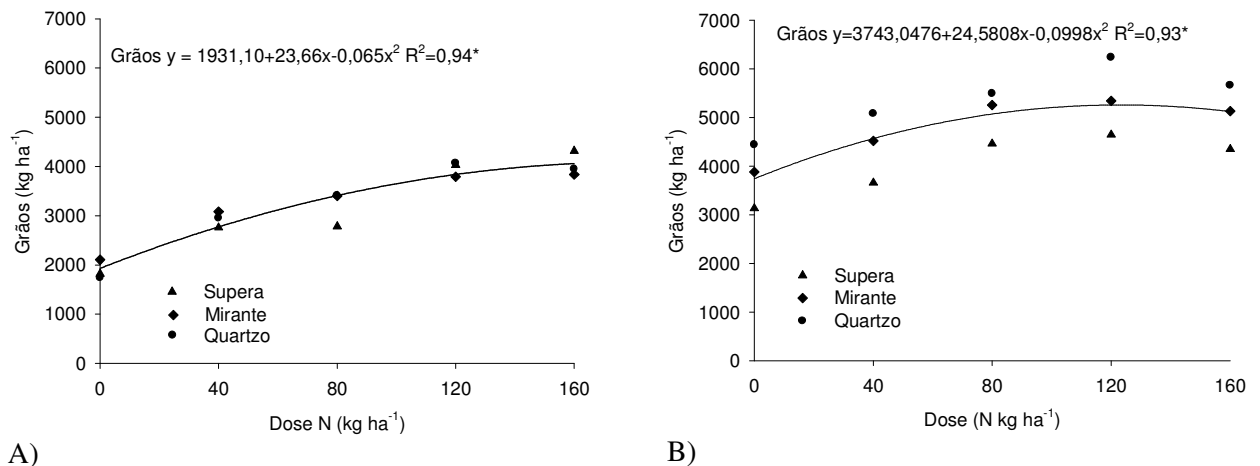 Grãos y = 1931,10+23,66x-0,065x² R²=0,94*
7000
6000
5000
4000
3000
2000
1000
0
Grãos (kg ha⁻¹)
Supera
Mirante
Quartzo
0 40 80 120 160
Dose N (kg ha⁻¹)
A)
Grãos y=3743,0476+24,5808x-0,0998x² R²=0,93*
7000
6000
5000
4000
3000
2000
1000
0
Grãos (kg ha⁻¹)
Supera
Mirante
Quartzo
0 40 80 120 160
Dose (N kg ha⁻¹)
B)